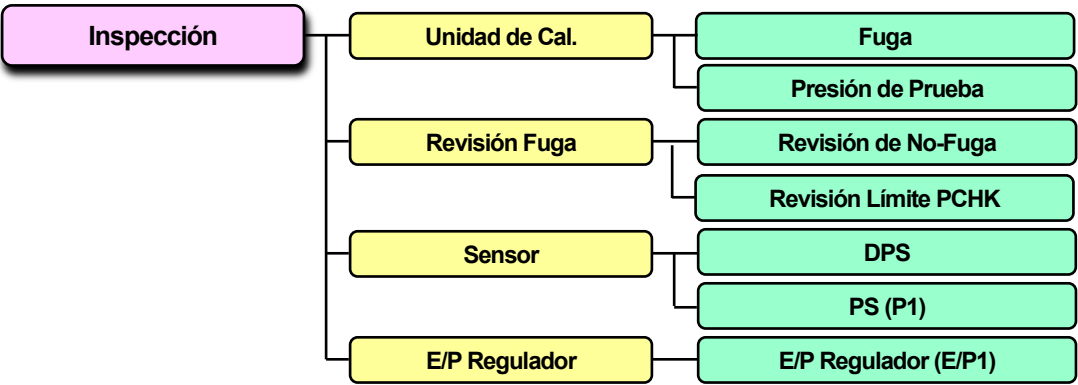 Inspección
Unidad de Cal.
Fuga
Presión de Prueba
Revisión Fuga
Revisión de No-Fuga
Revisión Límite PCHK
Sensor
DPS
PS (P1)
E/P Regulador
E/P Regulador (E/P1)